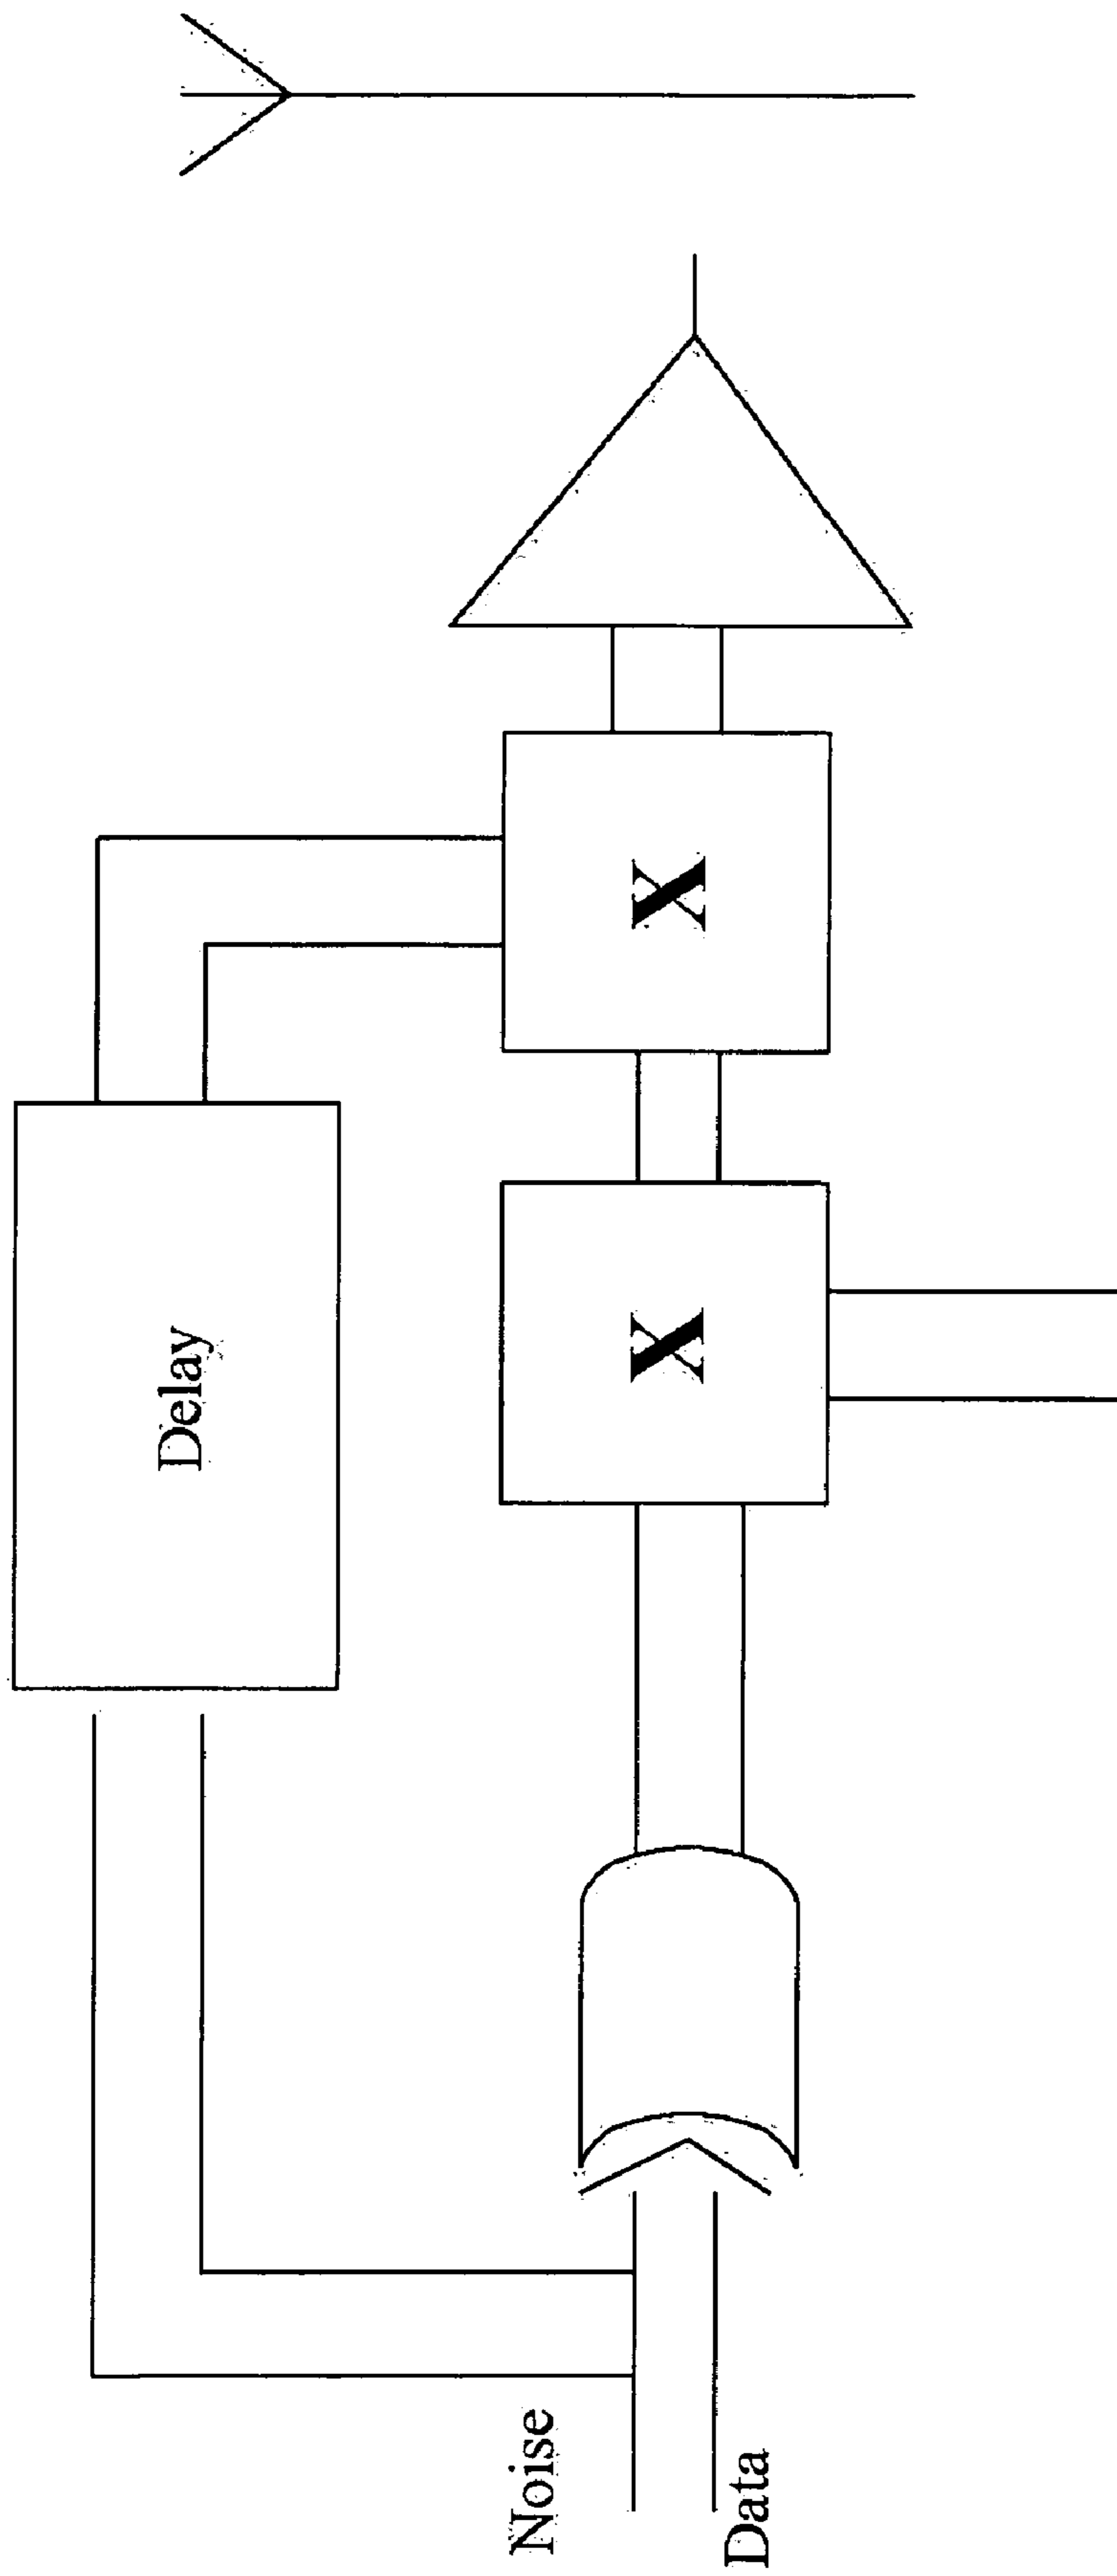 Delay
X
X
Noise
Data